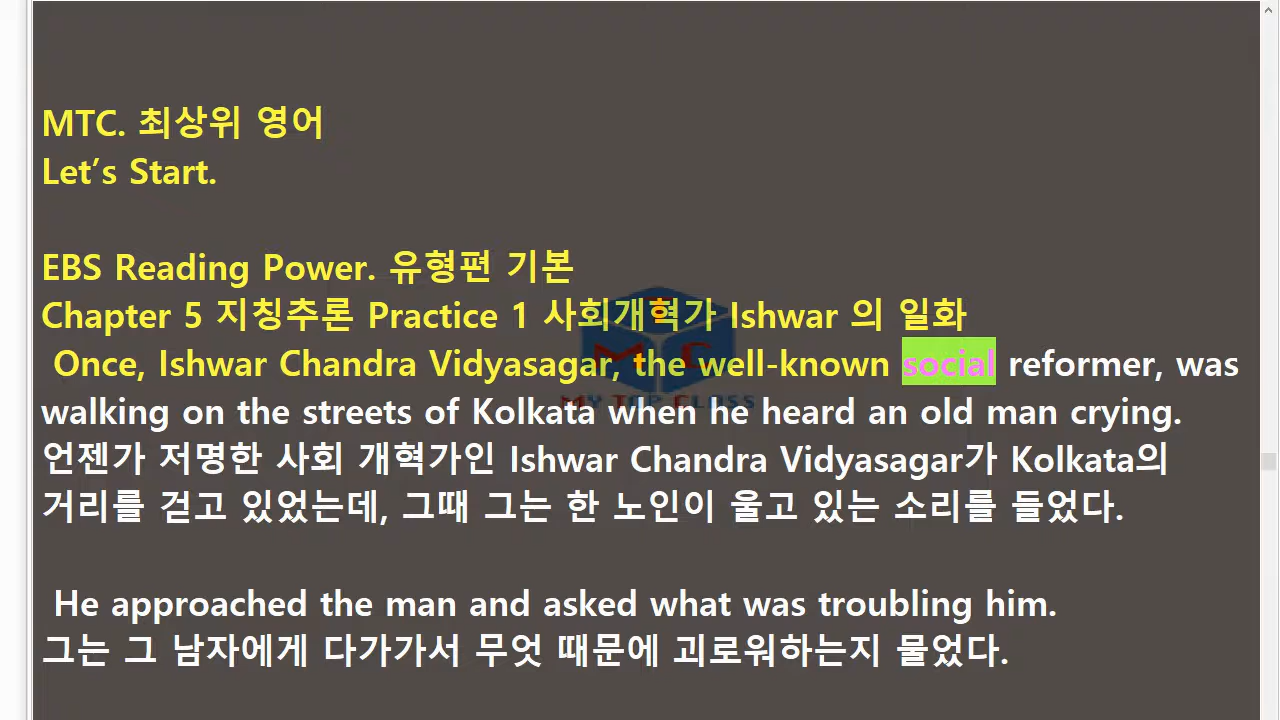 MTC. 최상위 영어
Let’s Start.
EBS Reading Power. 유형편 기본
Chapter 5 지칭추론 Practice 1 사회개혁가 Ishwar 의 일화
Once, Ishwar Chandra Vidyasagar, the well-known social reformer, was
walking on the streets of Kolkata when he heard an old man crying.
언젠가 저명한 사회 개혁가인 Ishwar Chandra Vidyasagar가 Kolkata의
거리를 걷고 있었는데, 그때 그는 한 노인이 울고 있는 소리를 들었다.
He approached the man and asked what was troubling him.
그는 그 남자에게 다가가서 무엇 때문에 괴로워하는지 물었다.
MTC
MY TOP CLASS